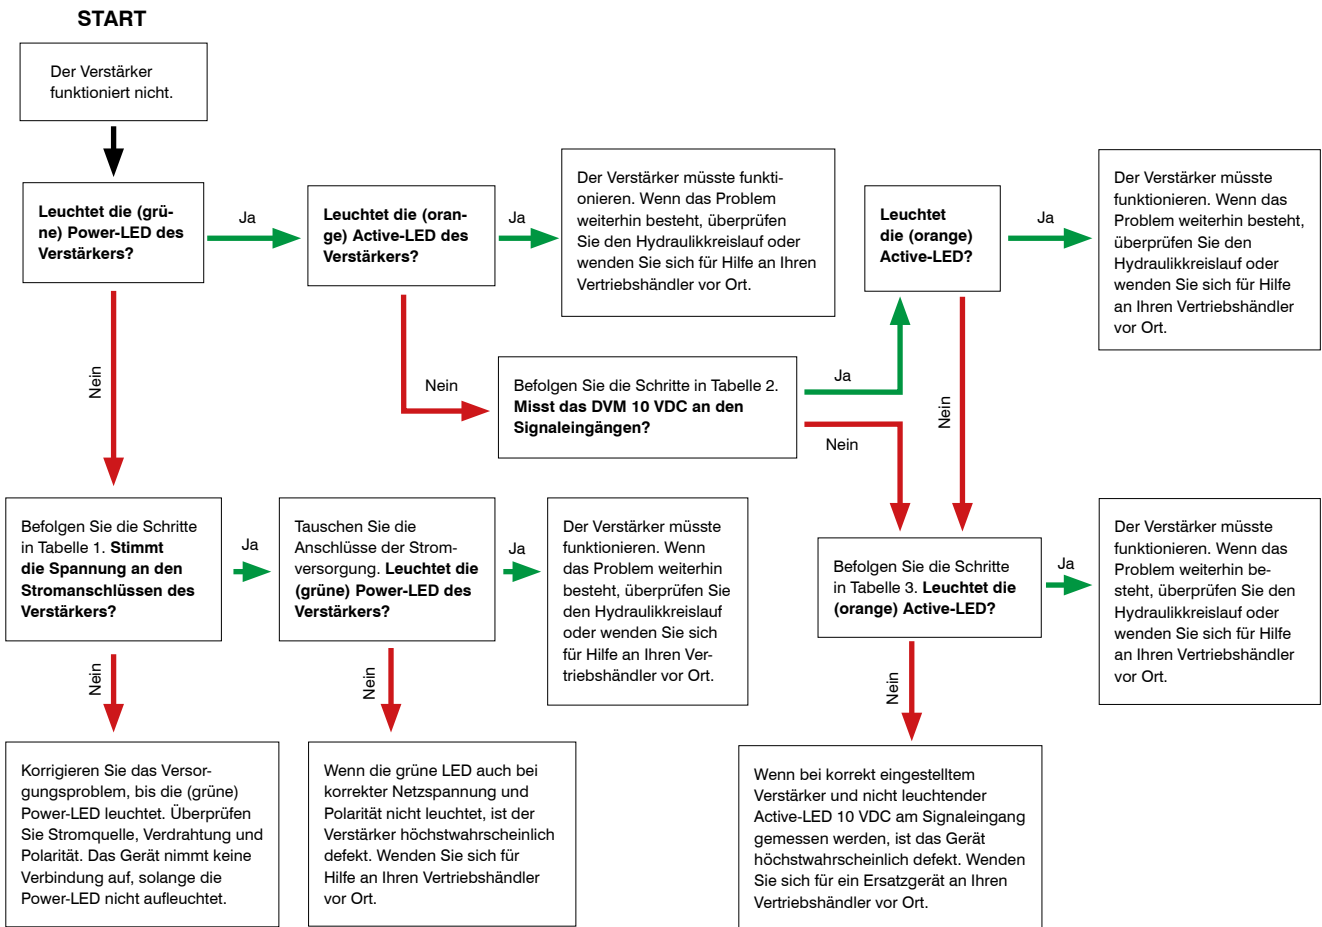 START
Der Verstärker
funktioniert nicht.
Leuchtet die (grü-
ne) Power-LED des
Verstärkers?
Ja
Leuchtet die (oran-
ge) Active-LED des
Verstärkers?
Ja
Der Verstärker müsste funkti-
onieren. Wenn das Problem
weiterhin besteht, überprüfen
Sie den Hydraulikkreislauf oder
wenden Sie sich für Hilfe an Ihren
Vertriebshändler vor Ort.
Leuchtet
die (orange)
Active-LED?
Ja
Der Verstärker müsste
funktionieren. Wenn das
Problem weiterhin besteht,
überprüfen Sie den
Hydraulikkreislauf oder
wenden Sie sich für Hilfe
an Ihren Vertriebshändler
vor Ort.
Nein
Nein
Befolgen Sie die Schritte in Tabelle 2.
Misst das DVM 10 VDC an den
Signaleingängen?
Ja
Nein
Nein
Befolgen Sie die Schritte
in Tabelle 1. Stimmt
die Spannung an den
Stromanschlüssen des
Verstärkers?
Ja
Tauschen Sie die
Anschlüsse der Strom-
versorgung. Leuchtet die
(grüne) Power-LED des
Verstärkers?
Ja
Der Verstärker müsste
funktionieren. Wenn
das Problem weiterhin
besteht, überprüfen Sie
den Hydraulikkreislauf
oder wenden Sie sich
für Hilfe an Ihren Ver-
triebshändler vor Ort.
Befolgen Sie die Schritte
in Tabelle 3. Leuchtet die
(orange) Active-LED?
Ja
Der Verstärker müsste
funktionieren. Wenn das
Problem weiterhin be-
steht, überprüfen Sie den
Hydraulikkreislauf oder
wenden Sie sich für Hilfe
an Ihren Vertriebshändler
vor Ort.
Nein
Nein
Nein
Korrigieren Sie das Versor-
gungsproblem, bis die (grüne)
Power-LED leuchtet. Überprüfen
Sie Stromquelle, Verdrahtung und
Polarität. Das Gerät nimmt keine
Verbindung auf, solange die
Power-LED nicht aufleuchtet.
Wenn die grüne LED auch bei
korrekter Netzspannung und
Polarität nicht leuchtet, ist der
Verstärker höchstwahrscheinlich
defekt. Wenden Sie sich für
Hilfe an Ihren Vertriebshändler
vor Ort.
Wenn bei korrekt eingestelltem
Verstärker und nicht leuchtender
Active-LED 10 VDC am Signaleingang
gemessen werden, ist das Gerät
höchstwahrscheinlich defekt. Wenden
Sie sich für ein Ersatzgerät an Ihren
Vertriebshändler vor Ort.